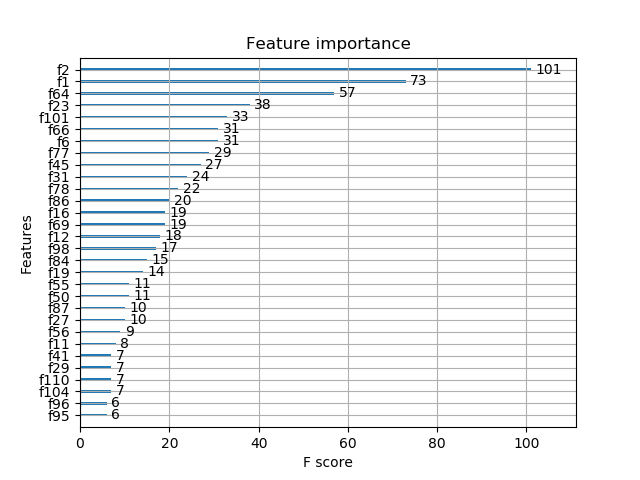 Feature importance
Features
f2 101
f1 73
f64 57
f23 38
f101 33
f66 31
f6 31
f77 29
f45 27
f31 24
f78 22
f86 20
f16 19
f69 19
f12 18
f98 17
f84 15
f19 14
f55 11
f50 11
f87 10
f27 10
f56 9
f11 8
f41 7
f29 7
f110 7
f104 7
f96 6
f95 6
0 20 40 60 80 100
F score